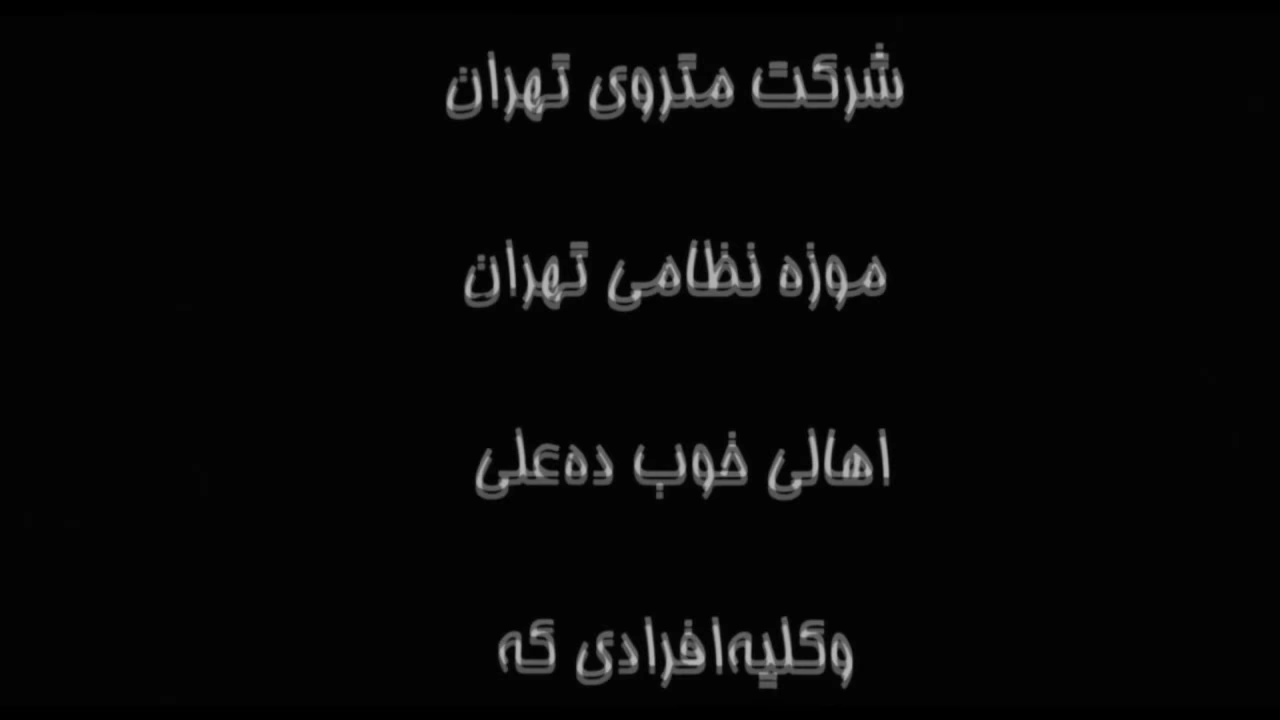 شرکت متروی تهران
موزه نظامی تهران
اهالی خوب ده‌علی
وکلیه‌افرادی که